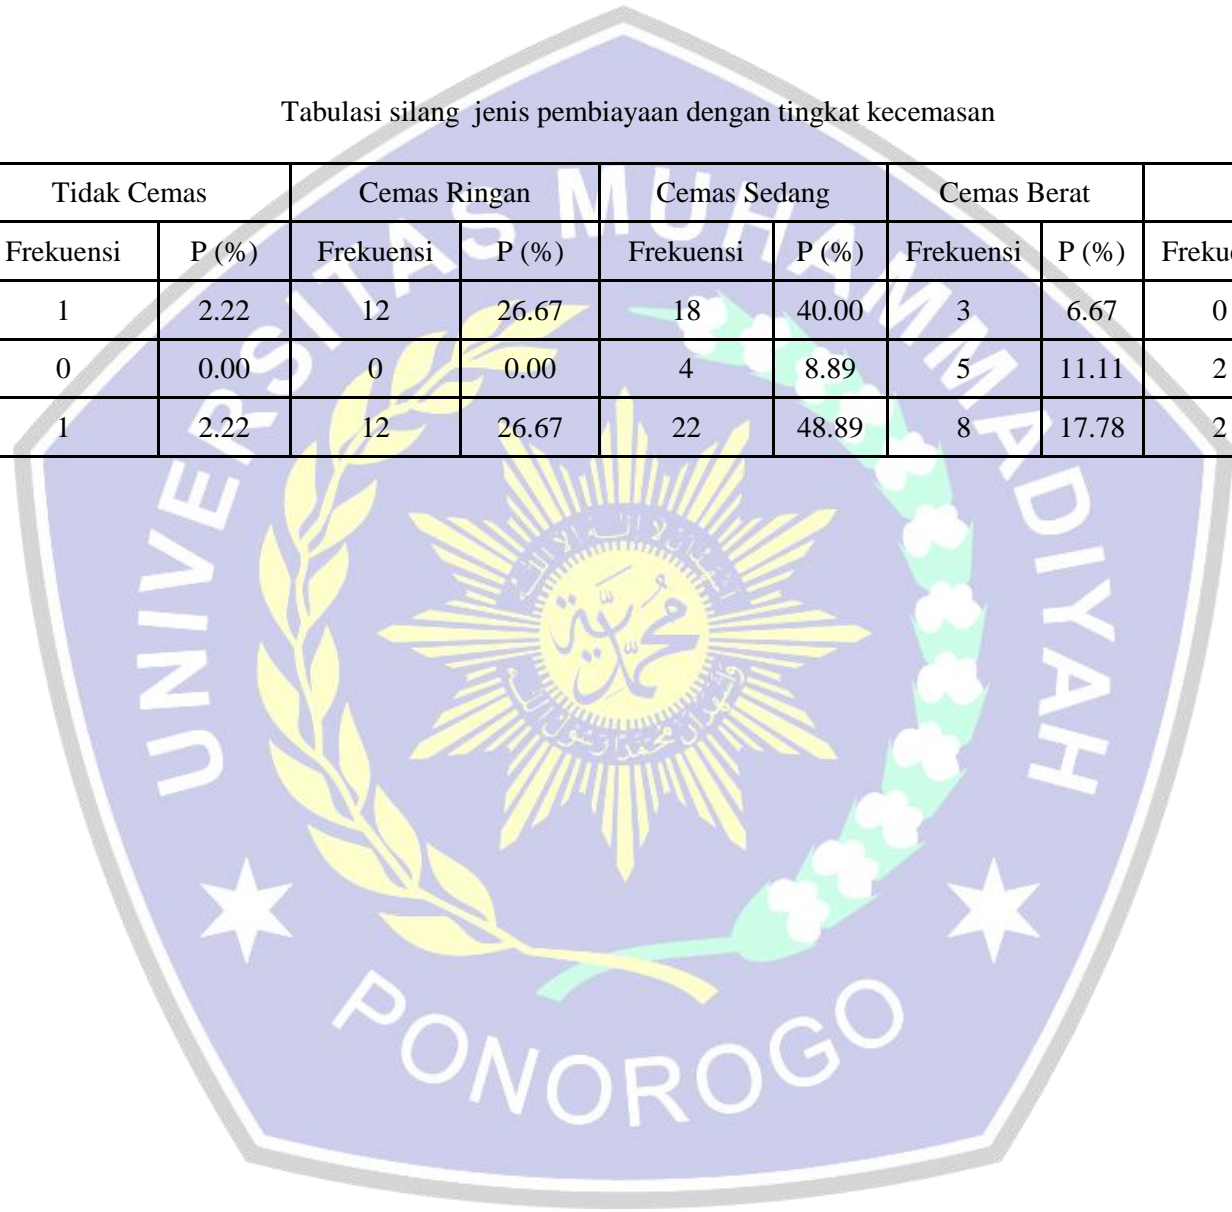 Tabulasi silang jenis pembiayaan dengan tingkat kecemasan
Tidak Cemas Cemas Ringan Cemas Sedang Cemas Berat
Frekuensi P (%) Frekuensi P (%) Frekuensi P (%) Frekuensi P (%)
1 2.22 12 26.67 18 40.00 3 6.67 0
0 0.00 0 0.00 4 8.89 5 11.11 2
1 2.22 12 26.67 22 48.89 8 17.78 2
UNIVERSITAS MUHAMMADIYAH
PONOROGO